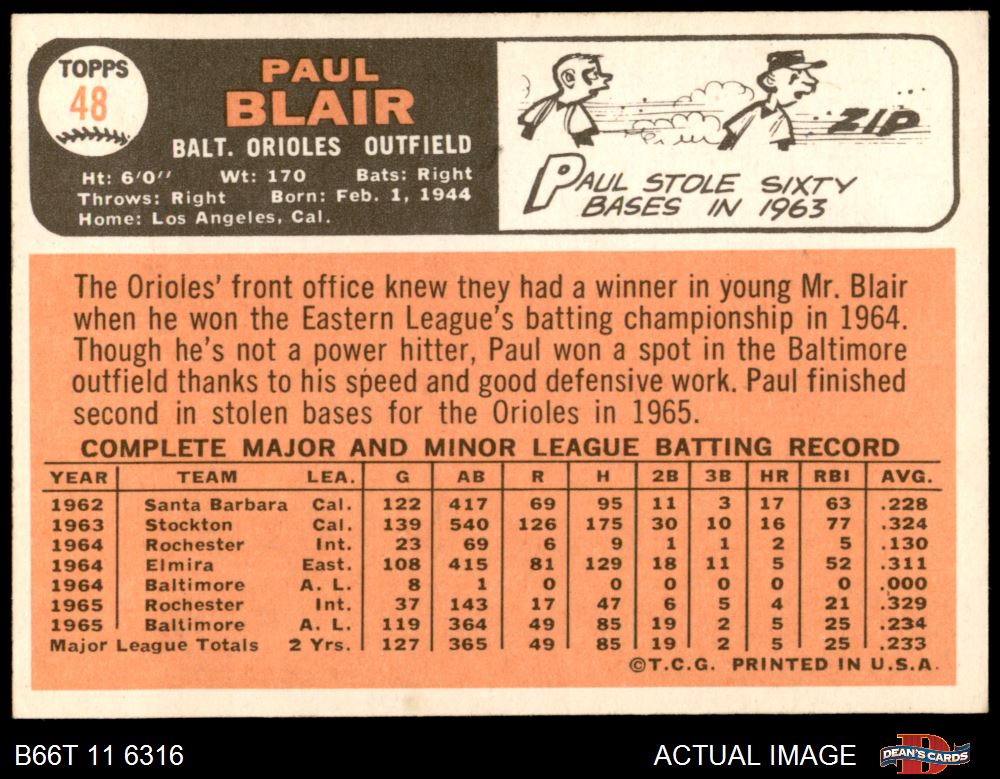 TOPPS
48
PAUL
BLAIR
BALT. ORIOLES OUTFIELD
Ht: 6'0" Wt: 170 Bats: Right
Throws: Right Born: Feb. 1, 1944
Home: Los Angeles, Cal.
ZIP
PAUL STOLE SIXTY
BASES IN 1963
The Orioles' front office knew they had a winner in young Mr. Blair
when he won the Eastern League's batting championship in 1964.
Though he's not a power hitter, Paul won a spot in the Baltimore
outfield thanks to his speed and good defensive work. Paul finished
second in stolen bases for the Orioles in 1965.
COMPLETE MAJOR AND MINOR LEAGUE BATTING RECORD
YEAR TEAM LEA. G AB R H 2B 3B HR RBI AVG.
1962 Santa Barbara Cal. 122 417 69 95 11 3 17 63 .228
1963 Stockton Cal. 139 540 126 175 30 10 16 77 .324
1964 Rochester Int. 23 69 6 9 1 1 2 5 .130
1964 Elmira East. 108 415 81 129 18 11 5 52 .311
1964 Baltimore A. L. 8 1 0 0 0 0 0 0 .000
1965 Rochester Int. 37 143 17 47 6 5 4 21 .329
1965 Baltimore A. L. 119 364 49 85 19 2 5 25 .234
Major League Totals 2 Yrs. 127 365 49 85 19 2 5 25 .233
©T.C.G. PRINTED IN U.S.A.
B66T 11 6316
ACTUAL IMAGE
DEAN'S CARDS